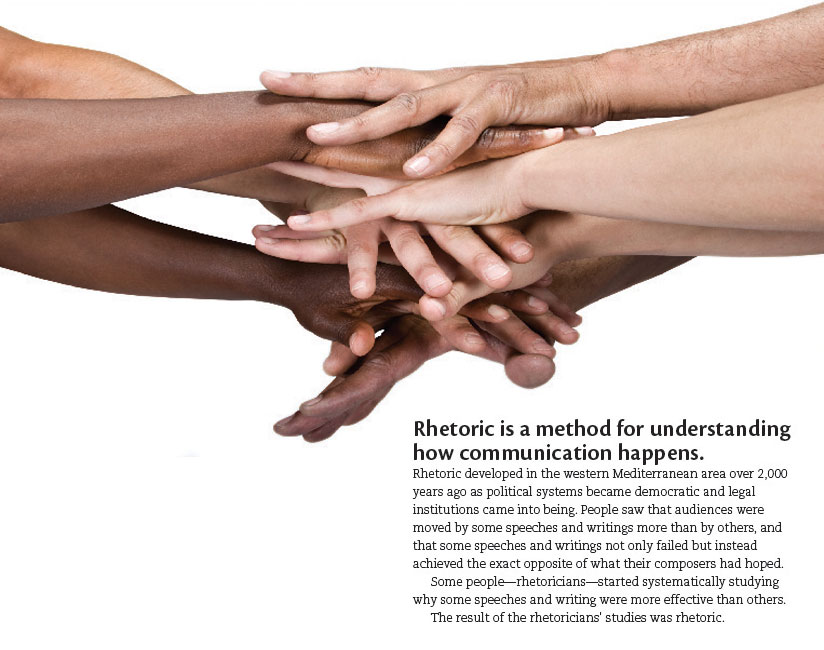 Rhetoric is a method for understanding
how communication happens.
Rhetoric developed in the western Mediterranean area over 2,000
years ago as political systems became democratic and legal
institutions came into being. People saw that audiences were
moved by some speeches and writings more than by others, and
that some speeches and writings not only failed but instead
achieved the exact opposite of what their composers had hoped.
Some people—rhetoricians—started systematically studying
why some speeches and writing were more effective than others.
The result of the rhetoricians' studies was rhetoric.